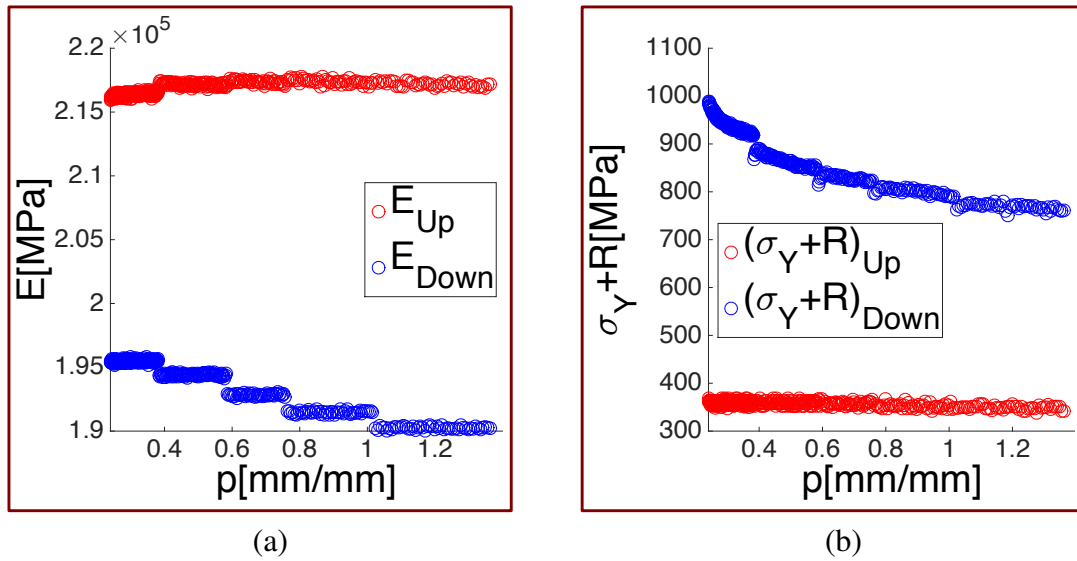 ×10⁵
2.2
2.15
2.1
2.05
2
1.95
1.9
E[MPa]
E_Up
E_Down
0.4 0.6 0.8 1 1.2
p[mm/mm]
(a)
1100
1000
900
800
700
600
500
400
300
σ_Y+R[MPa]
(σ_Y+R)_Up
(σ_Y+R)_Down
0.4 0.6 0.8 1 1.2
p[mm/mm]
(b)